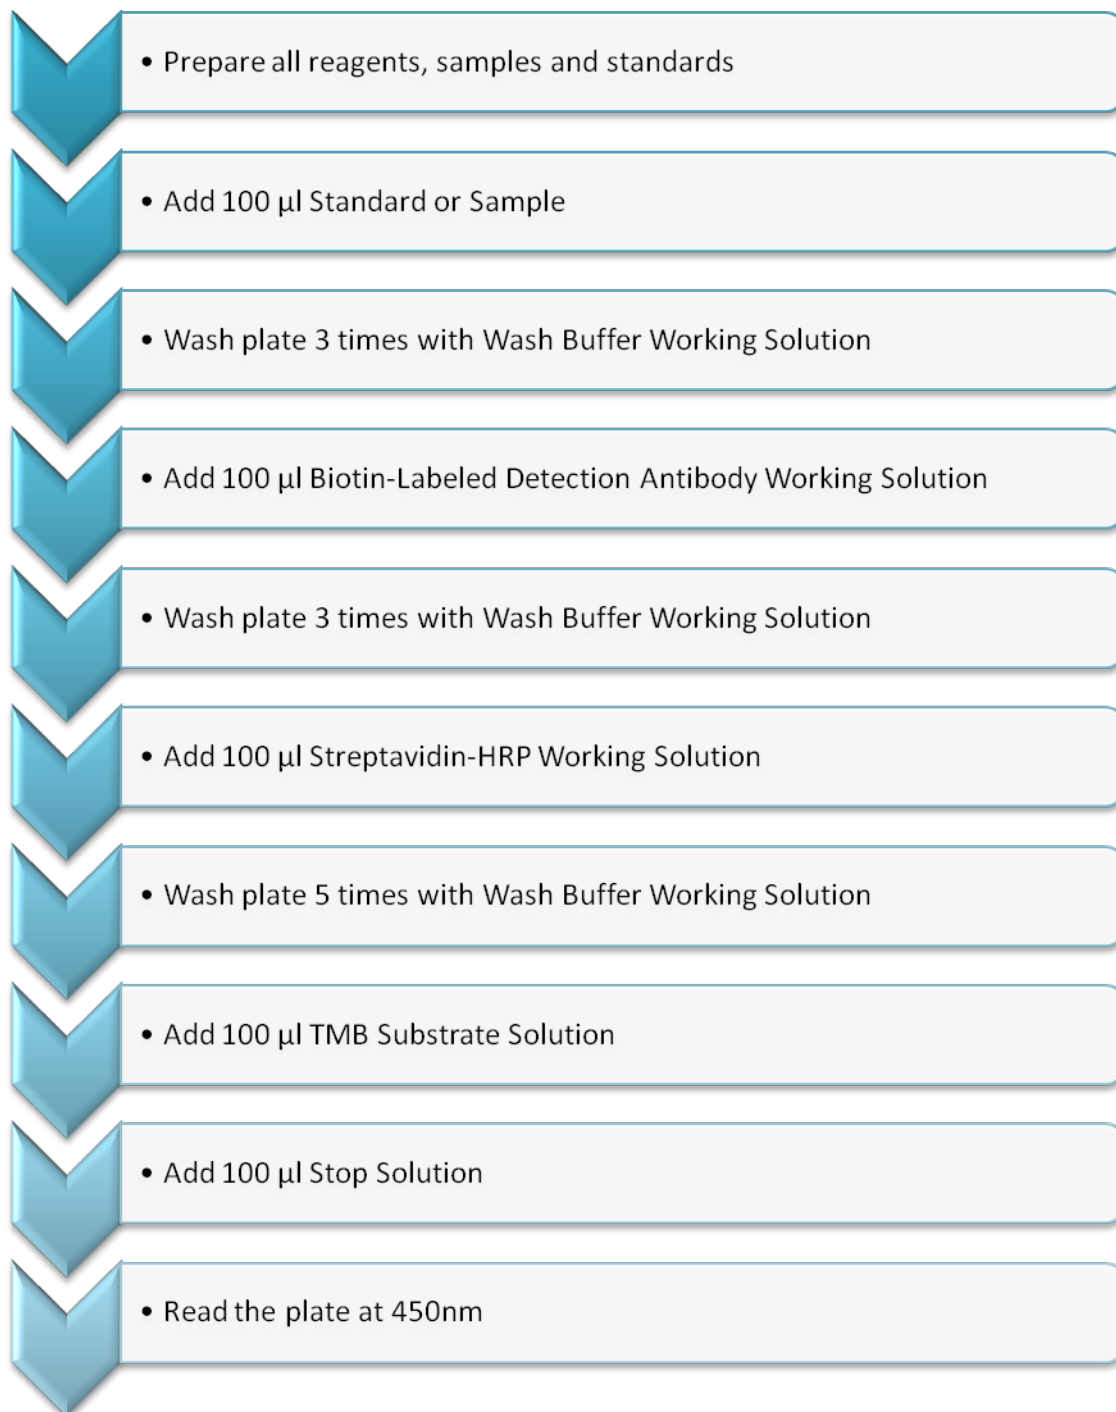 • Prepare all reagents, samples and standards
• Add 100 µl Standard or Sample
• Wash plate 3 times with Wash Buffer Working Solution
• Add 100 µl Biotin-Labeled Detection Antibody Working Solution
• Wash plate 3 times with Wash Buffer Working Solution
• Add 100 µl Streptavidin-HRP Working Solution
• Wash plate 5 times with Wash Buffer Working Solution
• Add 100 µl TMB Substrate Solution
• Add 100 µl Stop Solution
• Read the plate at 450nm